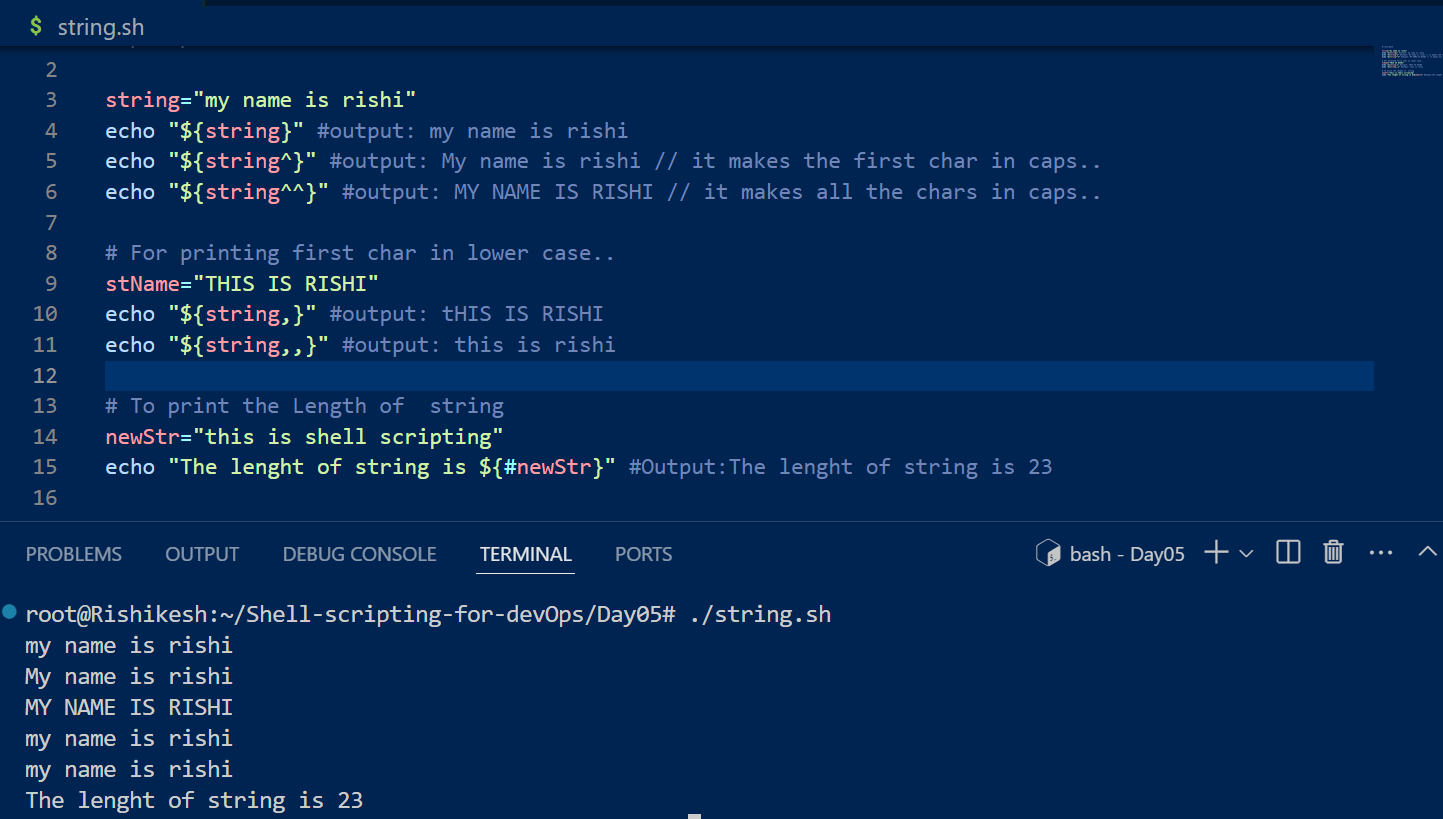 $ string.sh
2
3 string="my name is rishi"
4 echo "${string}" #output: my name is rishi
5 echo "${string^}" #output: My name is rishi // it makes the first char in caps..
6 echo "${string^^}" #output: MY NAME IS RISHI // it makes all the chars in caps..
7
8 # For printing first char in lower case..
9 stName="THIS IS RISHI"
10 echo "${string,}" #output: tHIS IS RISHI
11 echo "${string,,}" #output: this is rishi
12
13 # To print the Length of  string
14 newStr="this is shell scripting"
15 echo "The lenght of string is ${#newStr}" #Output:The lenght of string is 23
16
PROBLEMS OUTPUT DEBUG CONSOLE TERMINAL PORTS bash - Day05
root@Rishikesh:~/Shell-scripting-for-devOps/Day05# ./string.sh
my name is rishi
My name is rishi
MY NAME IS RISHI
my name is rishi
my name is rishi
The lenght of string is 23